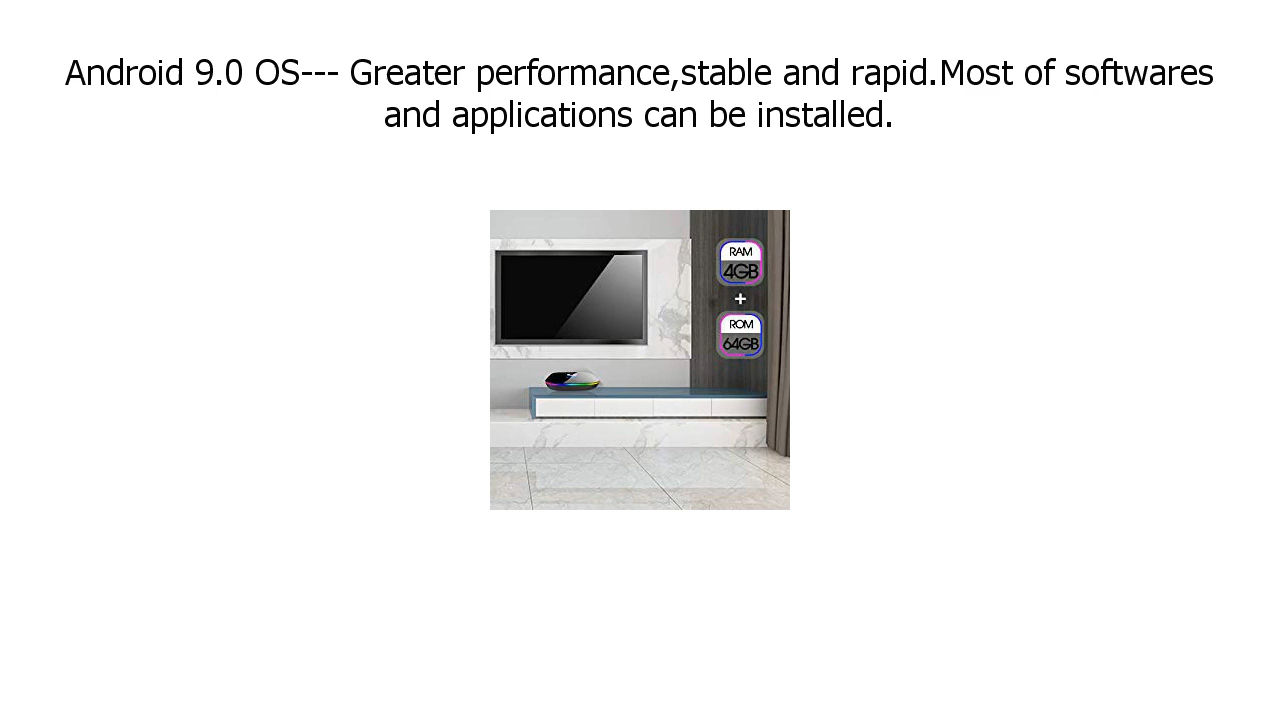 Android 9.0 OS--- Greater performance,stable and rapid.Most of softwares
and applications can be installed.
RAM
4GB
+
ROM
64GB